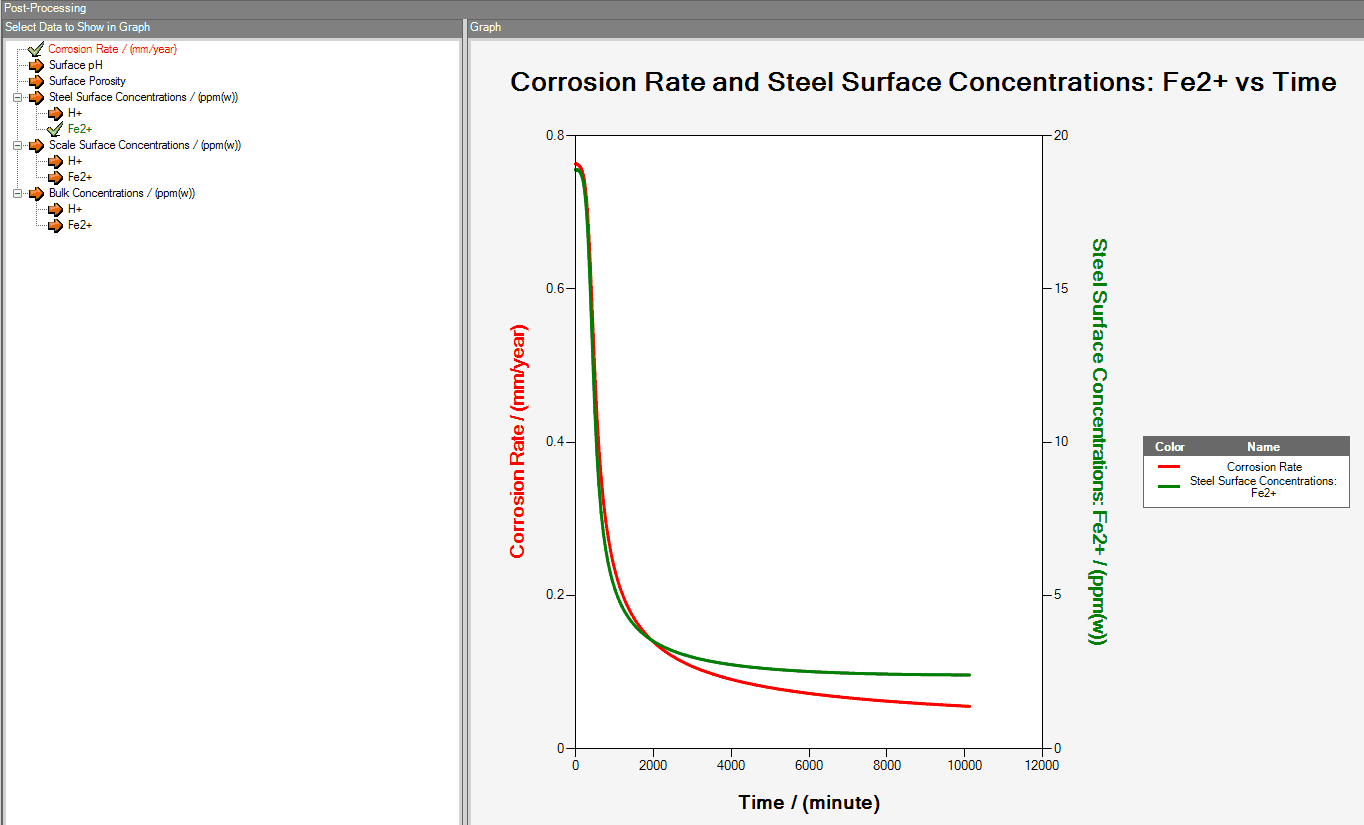 Post-Processing
Select Data to Show in Graph
Corrosion Rate / (mm/year)
Surface pH
Surface Porosity
Steel Surface Concentrations / (ppm(w))
H+
Fe2+
Scale Surface Concentrations / (ppm(w))
H+
Fe2+
Bulk Concentrations / (ppm(w))
H+
Fe2+
Graph
Corrosion Rate and Steel Surface Concentrations: Fe2+ vs Time
Corrosion Rate / (mm/year)
0.8
0.6
0.4
0.2
0
20
15
10
5
0
Steel Surface Concentrations: Fe2+ / (ppm(w))
0 2000 4000 6000 8000 10000 12000
Time / (minute)
Color Name
Corrosion Rate
Steel Surface Concentrations:
Fe2+